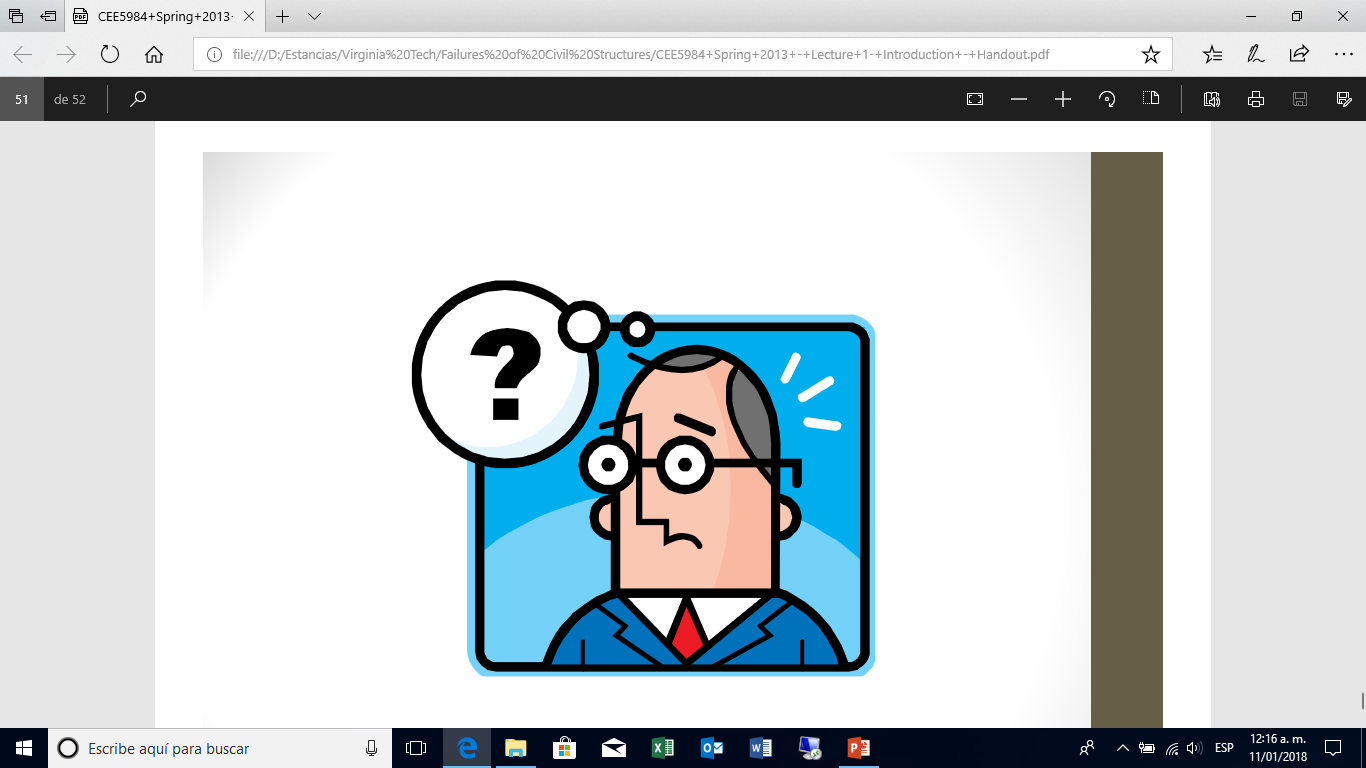 CEE5984+Spring+2013-
file:///D:/Estancias/Virginia%20Tech/Failures%20of%20Civil%20Structures/CEE5984+Spring+2013+-+Lecture+1-+Introduction+-+Handout.pdf
51 de 52
?
Escribe aquí para buscar
ESP
12:16 a. m.
11/01/2018